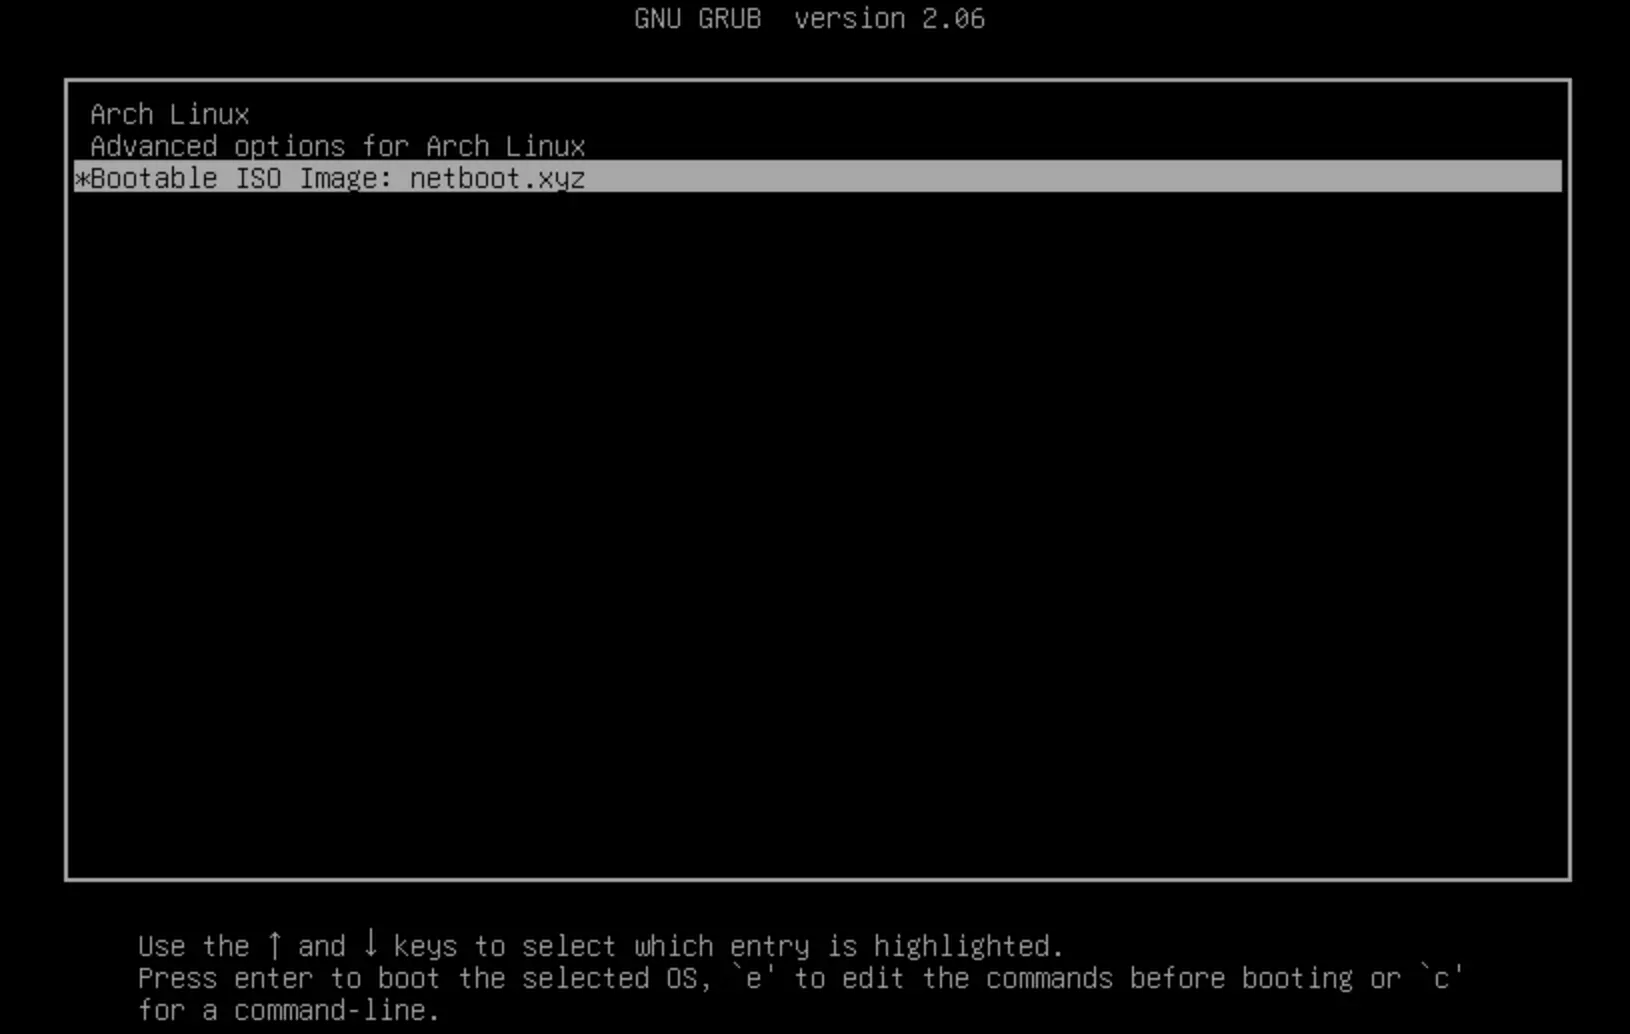 GNU GRUB  version 2.06
Arch Linux
Advanced options for Arch Linux
*Bootable ISO Image: netboot.xyz
Use the ↑ and ↓ keys to select which entry is highlighted.
Press enter to boot the selected OS, `e' to edit the commands before booting or `c'
for a command-line.